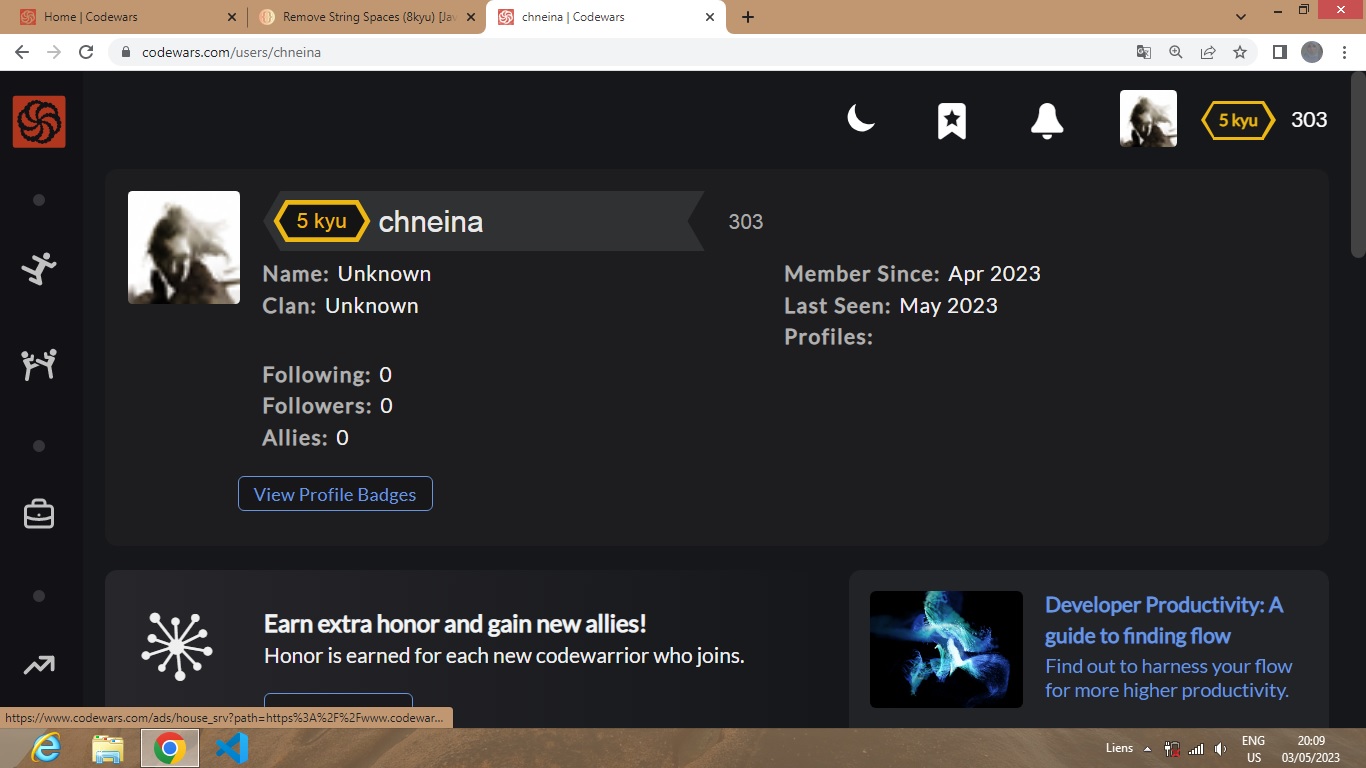 Home | Codewars
Remove String Spaces (8kyu) [Jav
chneina | Codewars
codewars.com/users/chneina
5 kyu
303
5 kyu
chneina
303
Name: Unknown
Member Since: Apr 2023
Clan: Unknown
Last Seen: May 2023
Profiles:
Following: 0
Followers: 0
Allies: 0
View Profile Badges
Earn extra honor and gain new allies!
Honor is earned for each new codewarrior who joins.
Developer Productivity: A
guide to finding flow
Find out to harness your flow
for more higher productivity.
https://www.codewars.com/ads/house_srv?path=https%3A%2F%2Fwww.codewar...
Liens
ENG
US
20:09
03/05/2023